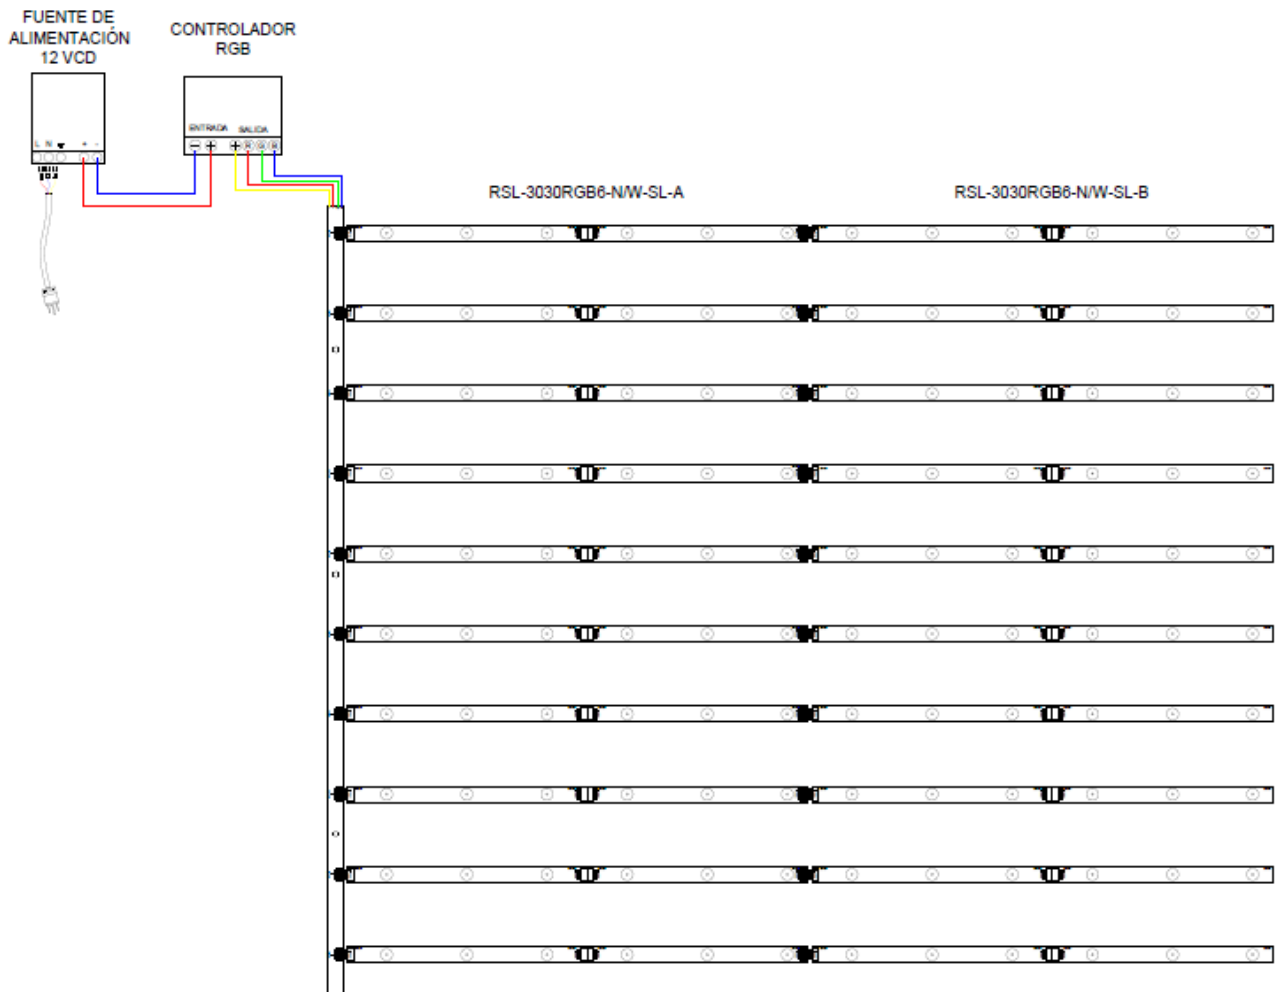 FUENTE DE
ALIMENTACIÓN
12 VCD
CONTROLADOR
RGB
L N + -
ENTRADA SALIDA
- + + R G B
RSL-3030RGB6-N/W-SL-A
RSL-3030RGB6-N/W-SL-B